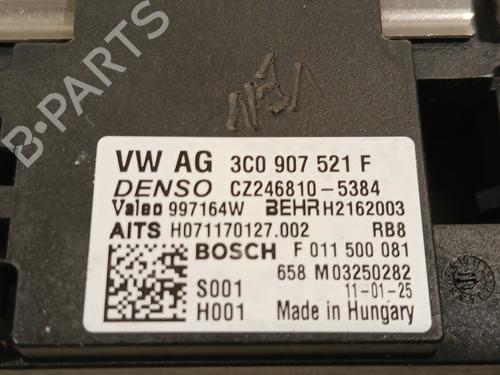 B-PARTS
VW AG 3C0 907 521 F
DENSO CZ246810-5384
Valeo 997164W BEHR H2162003
AITS H071170127.002 RB8
BOSCH F 011 500 081
658 M03250282
S001 11-01-25
H001 Made in Hungary